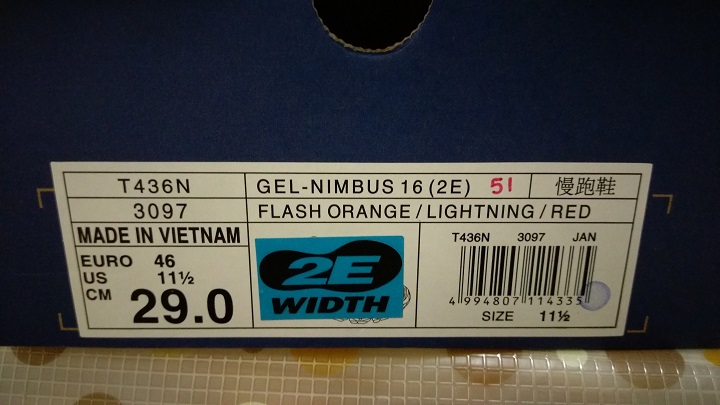 T436N GEL-NIMBUS 16 (2E) 51 慢跑鞋
3097 FLASH ORANGE / LIGHTNING / RED
MADE IN VIETNAM
EURO 46
US 11½
CM 29.0
2E
WIDTH
T436N 3097 JAN
4 994807 114335
SIZE 11½